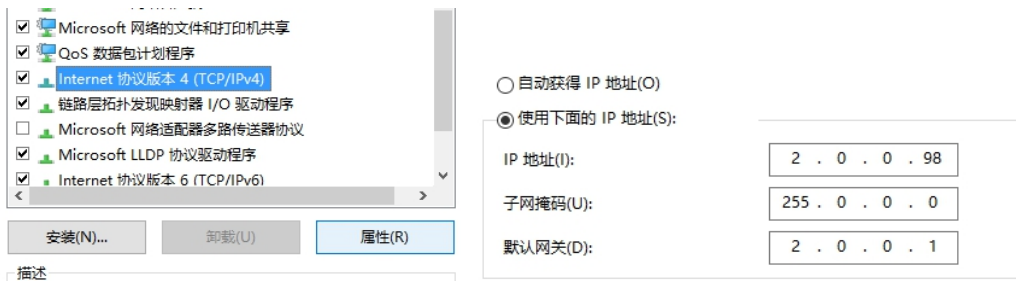 Microsoft 网络的文件和打印机共享
QoS 数据包计划程序
Internet 协议版本 4 (TCP/IPv4)
链路层拓扑发现映射器 I/O 驱动程序
Microsoft 网络适配器多路传送器协议
Microsoft LLDP 协议驱动程序
Internet 协议版本 6 (TCP/IPv6)
安装(N)...
卸载(U)
属性(R)
描述
自动获得 IP 地址(O)
使用下面的 IP 地址(S):
IP 地址(I):
2 . 0 . 0 . 98
子网掩码(U):
255 . 0 . 0 . 0
默认网关(D):
2 . 0 . 0 . 1